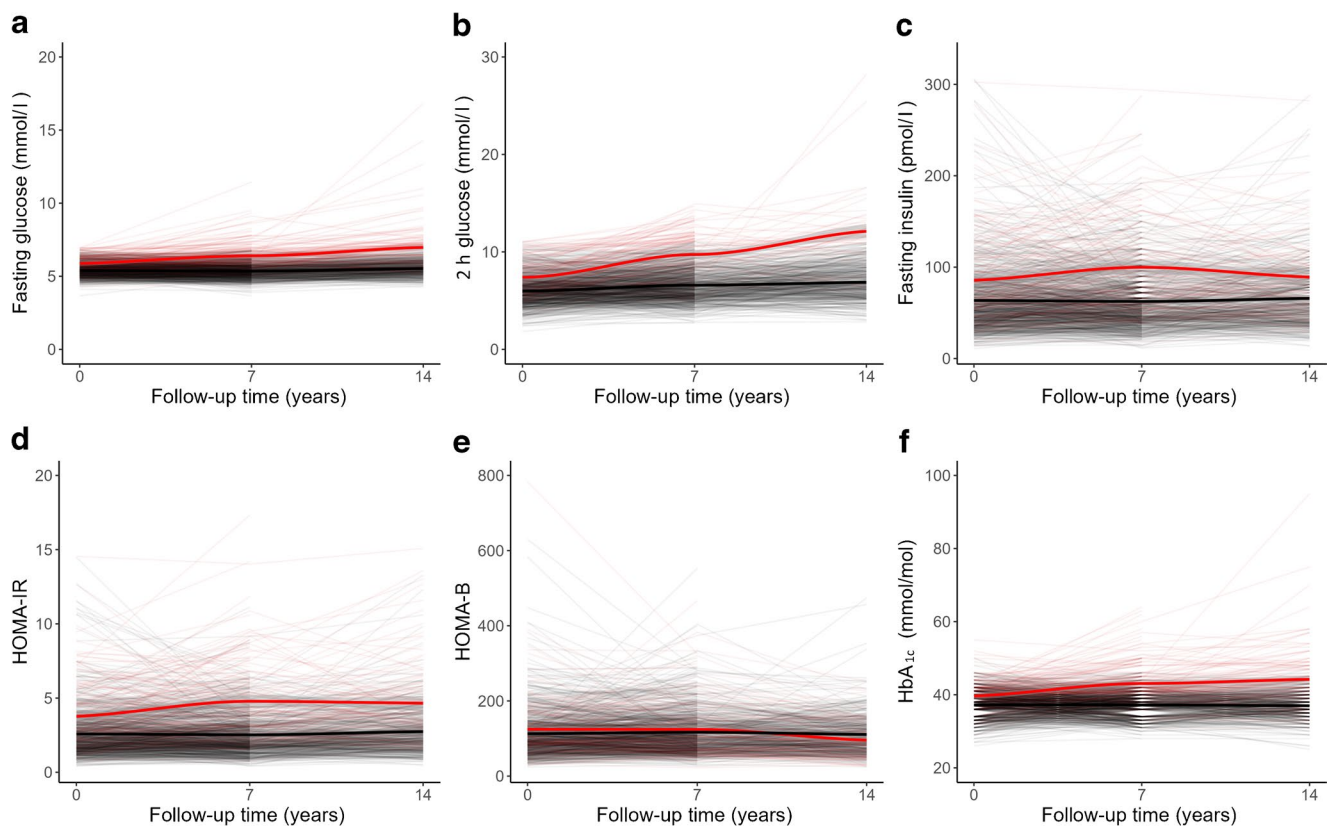 a
Fasting glucose (mmol/l )
20
15
10
5
0
0 7 14
Follow-up time (years)
b
2 h glucose (mmol/l )
30
20
10
0
0 7 14
Follow-up time (years)
c
Fasting insulin (pmol/l )
300
200
100
0
0 7 14
Follow-up time (years)
d
HOMA-IR
20
15
10
5
0
0 7 14
Follow-up time (years)
e
HOMA-B
800
600
400
200
0
0 7 14
Follow-up time (years)
f
HbA1c (mmol/mol)
100
80
60
40
20
0 7 14
Follow-up time (years)